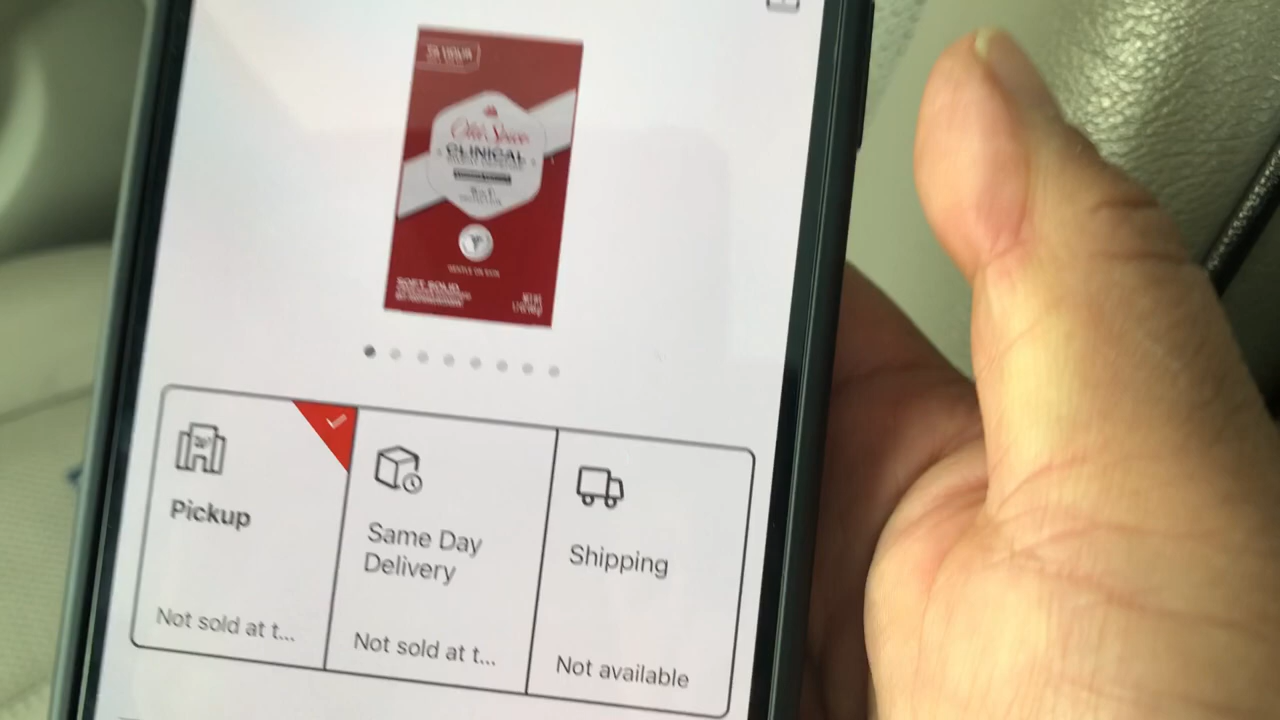 Old Spice
CLINICAL
SOFT SOLID
Pickup
Same Day
Delivery
Shipping
Not sold at t...
Not sold at t...
Not available